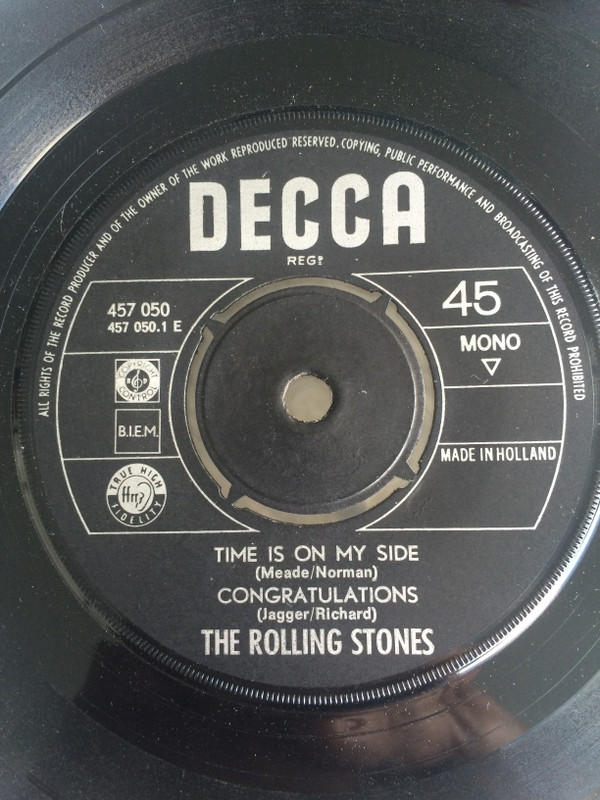 ALL RIGHTS OF THE RECORD PRODUCER AND OF THE OWNER OF THE WORK REPRODUCED RESERVED. COPYING, PUBLIC PERFORMANCE AND BROADCASTING OF THIS RECORD PROHIBITED
DECCA
REGD
457 050
457 050.1 E
45
MONO
COPYRIGHT
CONTROL
B.I.E.M.
MADE IN HOLLAND
TRUE HIGH
ffrr
FIDELITY
TIME IS ON MY SIDE
(Meade/Norman)
CONGRATULATIONS
(Jagger/Richard)
THE ROLLING STONES